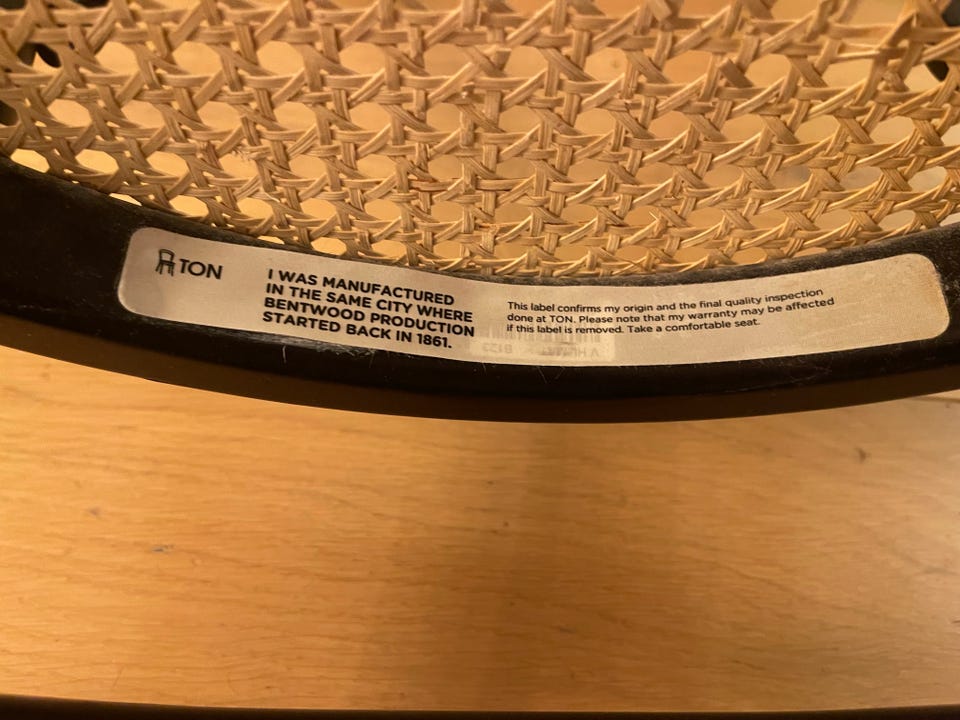 TON
I WAS MANUFACTURED
IN THE SAME CITY WHERE
BENTWOOD PRODUCTION
STARTED BACK IN 1861.
This label confirms my origin and the final quality inspection
done at TON. Please note that my warranty may be affected
if this label is removed. Take a comfortable seat.